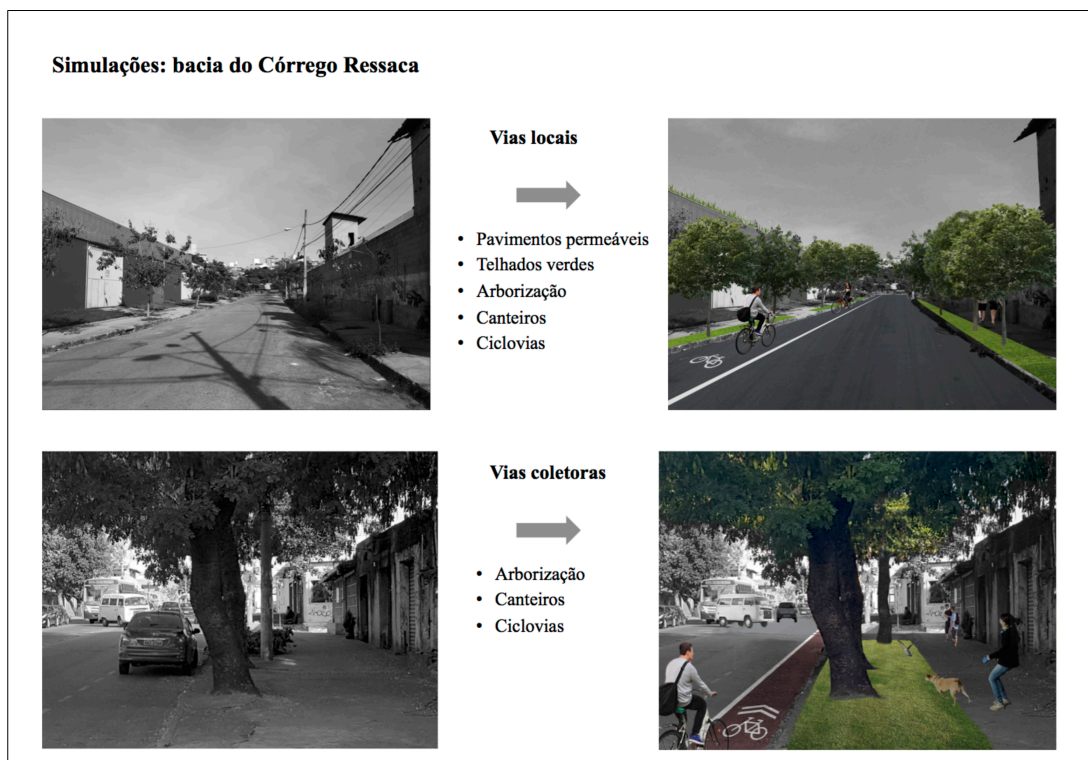 Simulações: bacia do Córrego Ressaca
Vias locais
• Pavimentos permeáveis
• Telhados verdes
• Arborização
• Canteiros
• Ciclovias
Vias coletoras
• Arborização
• Canteiros
• Ciclovias